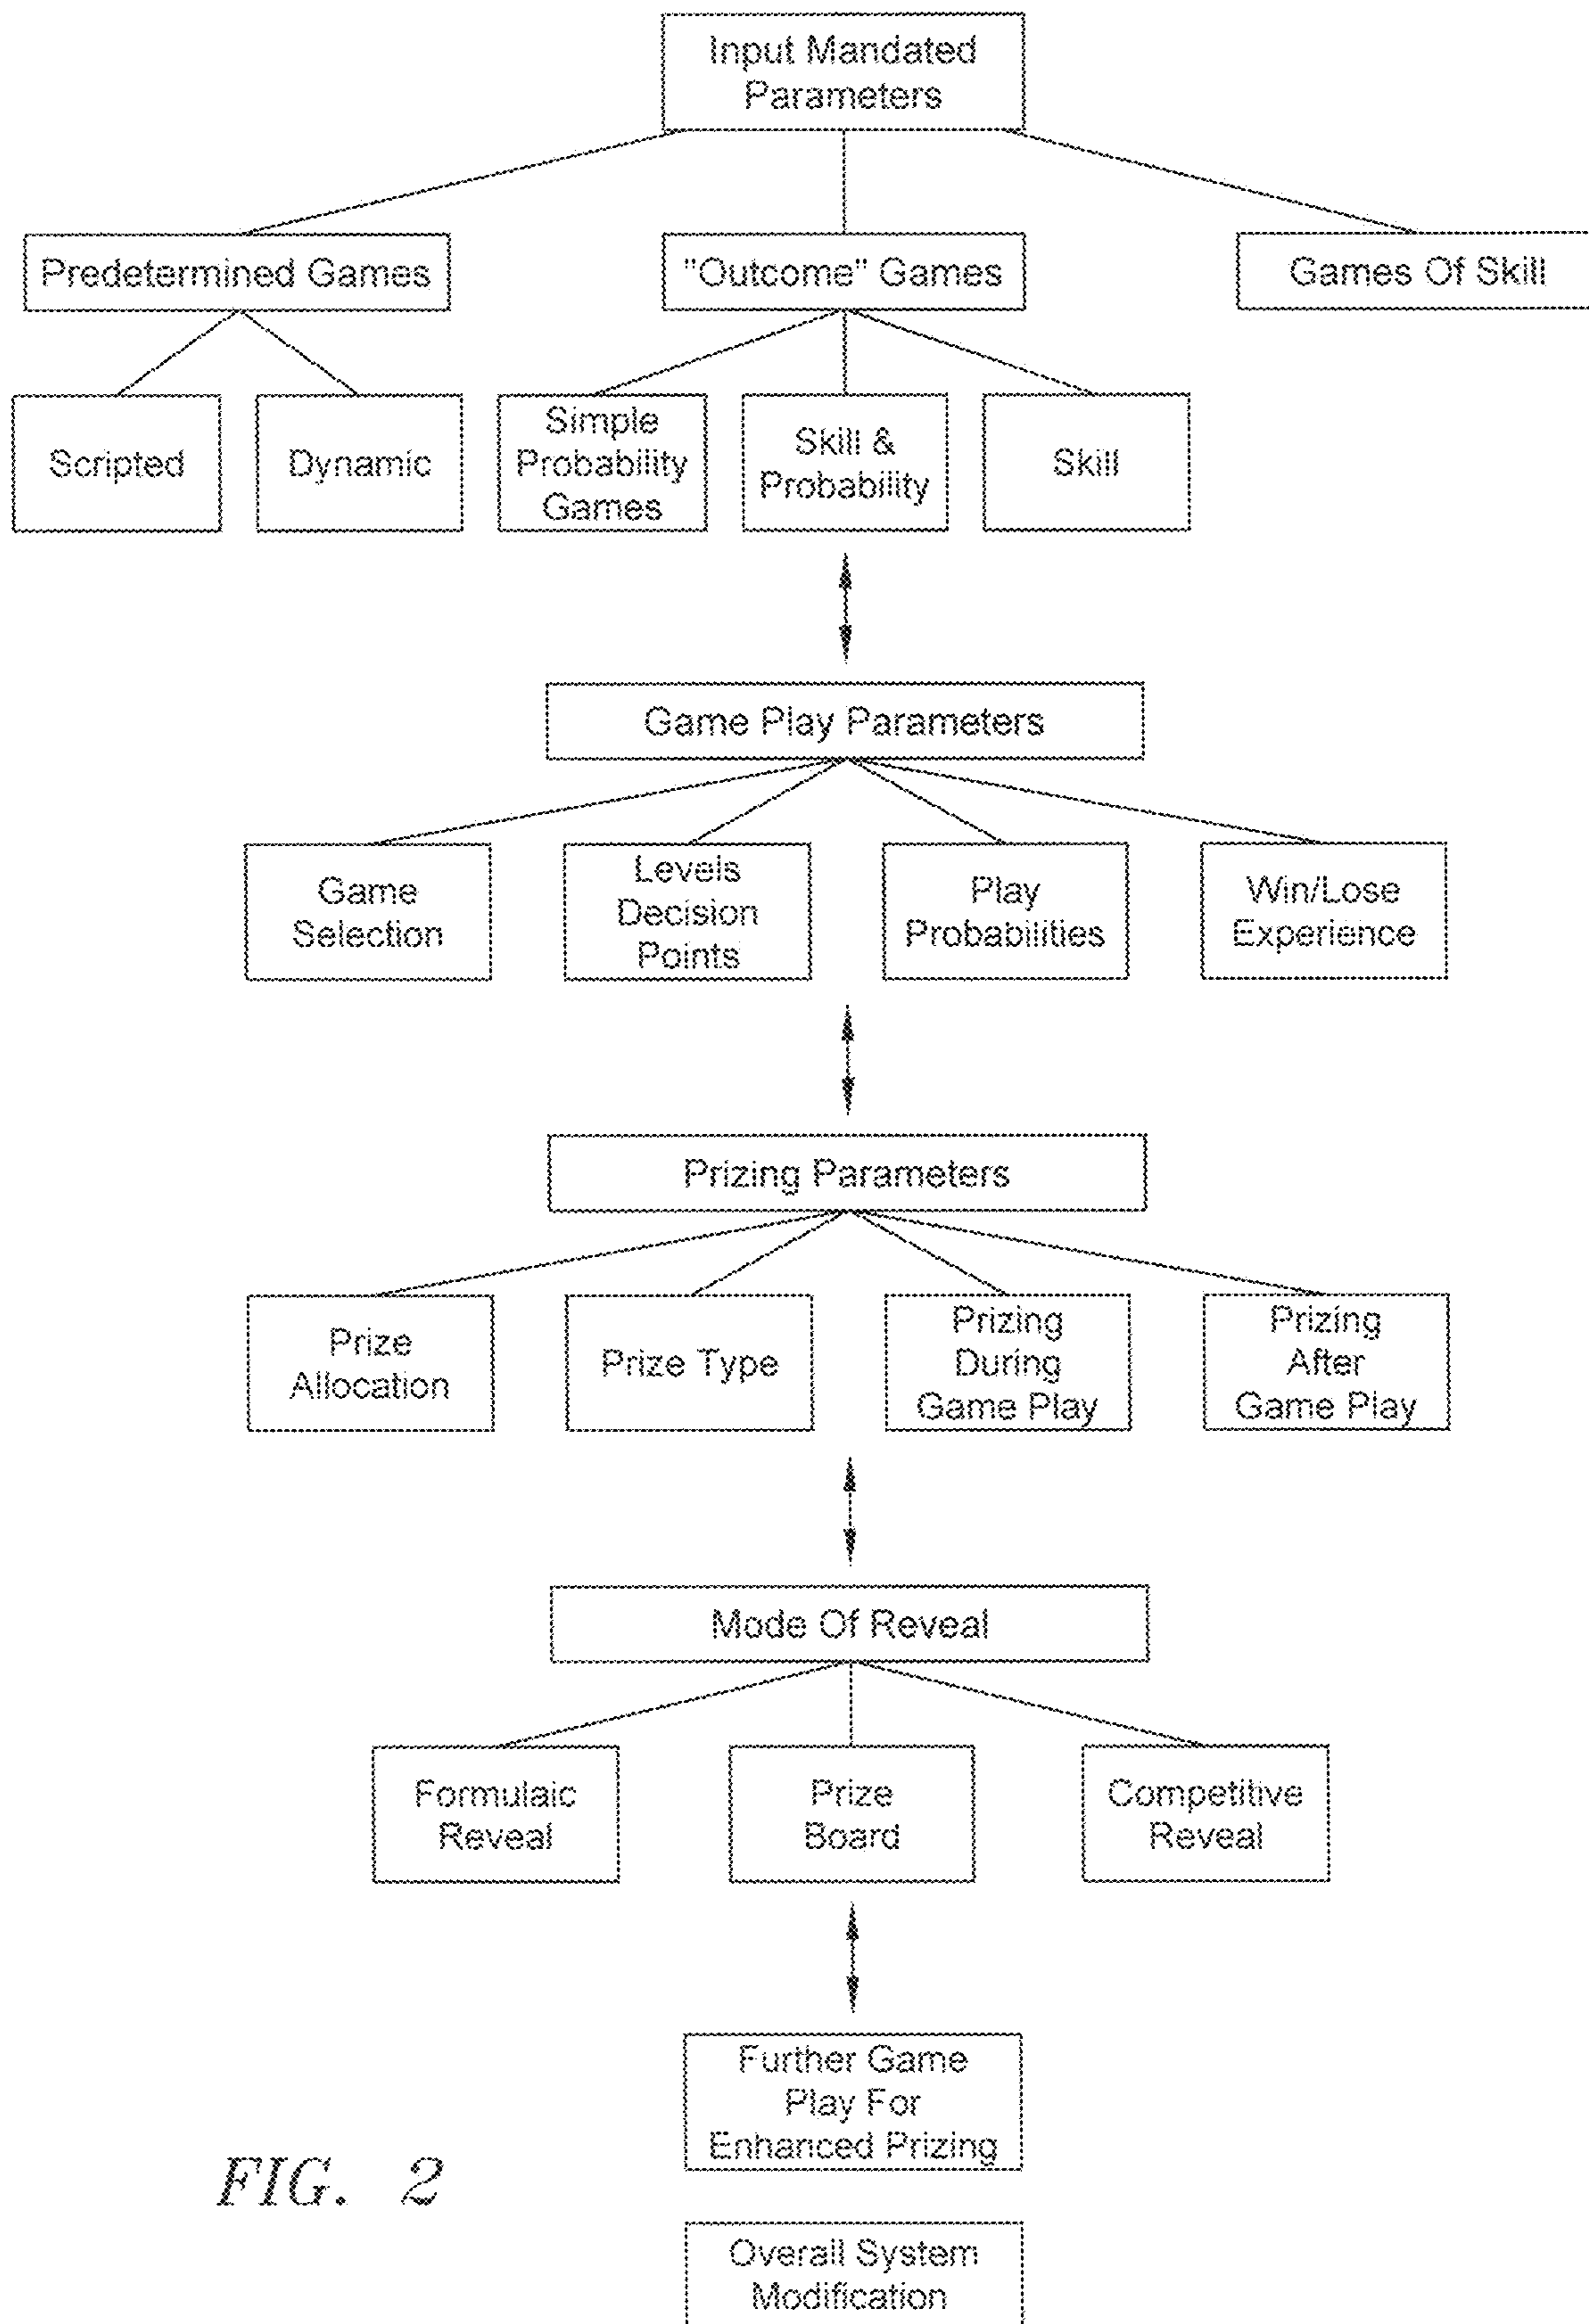 Input Mandated
Parameters
Predetermined Games
"Outcome" Games
Games Of Skill
Scripted
Dynamic
Simple
Probability
Games
Skill &
Probability
Skill
Game Play Parameters
Game
Selection
Levels
Decision
Points
Play
Probabilities
Win/Lose
Experience
Prizing Parameters
Prize
Allocation
Prize Type
Prizing
During
Game Play
Prizing
After
Game Play
Mode Of Reveal
Formulaic
Reveal
Prize
Board
Competitive
Reveal
Further Game
Play For
Enhanced Prizing
FIG. 2
Overall System
Modification